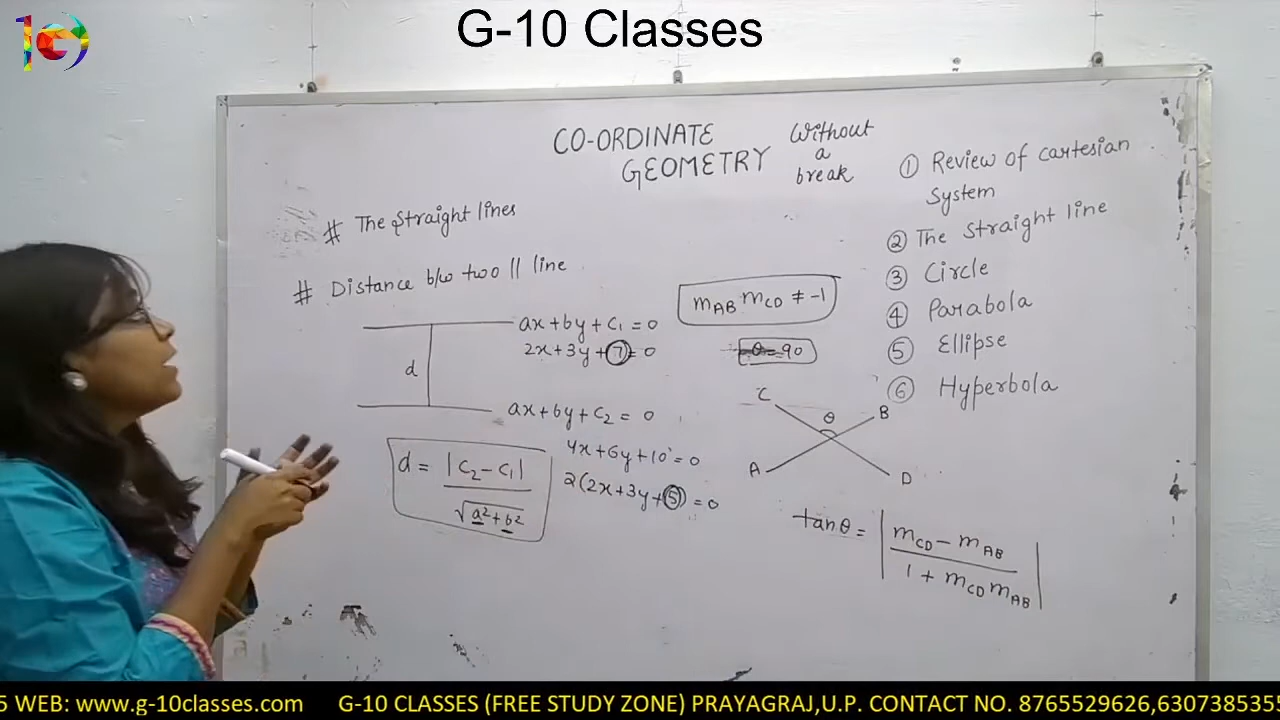 G-10 Classes
CO-ORDINATE
GEOMETRY
Without
a
break
① Review of cartesian
System
② The Straight line
③ Circle
④ Parabola
⑤ Ellipse
⑥ Hyperbola
# The Straight lines
# Distance b/w two || line
ax+by+c₁ = 0
2x+3y+7=0
d
ax+by+c₂ = 0
4x+6y+10=0
2(2x+3y+5) = 0
d = |c₂-c₁|
√a²+b²
m_AB m_CD ≠ -1
θ=90
C
θ
B
A
D
tanθ = | m_CD - m_AB
1 + m_CD m_AB |
5 WEB: www.g-10classes.com G-10 CLASSES (FREE STUDY ZONE) PRAYAGRAJ,U.P. CONTACT NO. 8765529626,630738535